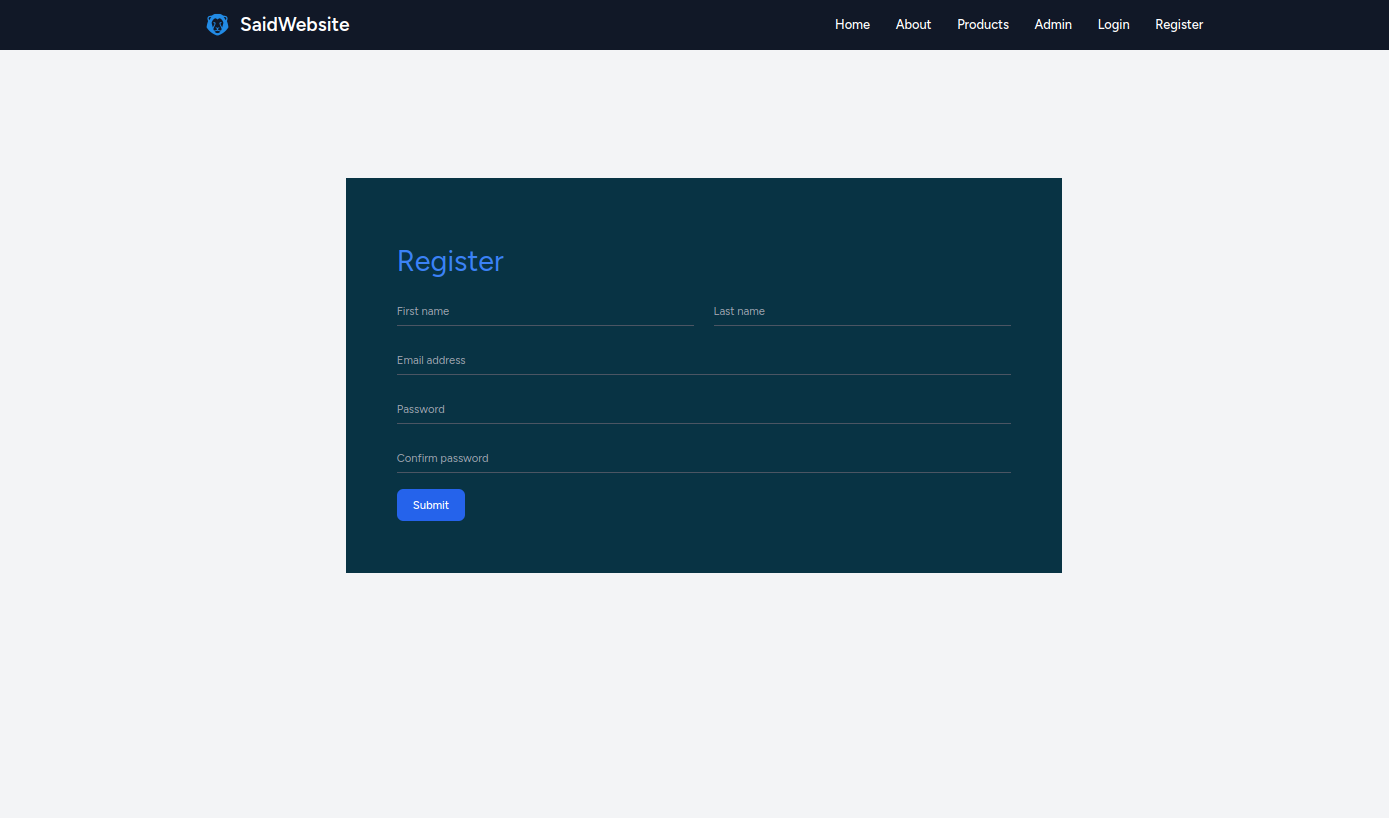 SaidWebsite Home About Products Admin Login Register
Register
First name Last name
Email address
Password
Confirm password
Submit